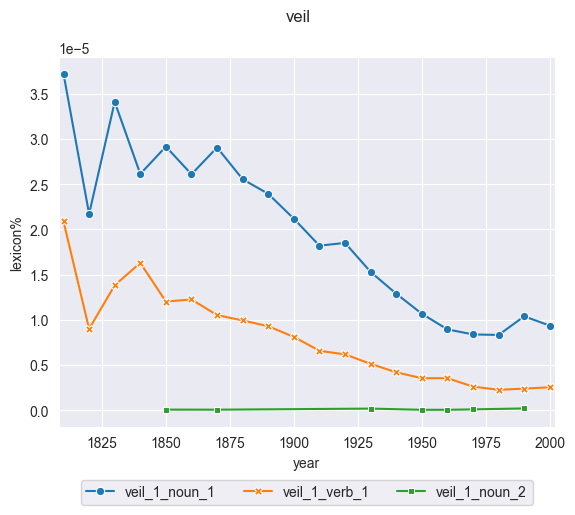 veil
1e−5
3.5
3.0
2.5
2.0
1.5
1.0
0.5
0.0
lexicon%
1825 1850 1875 1900 1925 1950 1975 2000
year
veil_1_noun_1 veil_1_verb_1 veil_1_noun_2